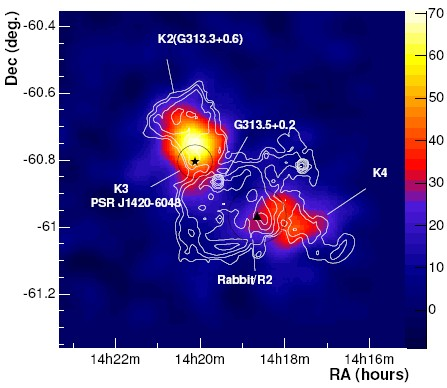 Dec (deg.)
-60.4
-60.6
-60.8
-61
-61.2
K2(G313.3+0.6)
G313.5+0.2
K3
PSR J1420-6048
K4
Rabbit/R2
14h22m
14h20m
14h18m
14h16m
RA (hours)
70
60
50
40
30
20
10
0